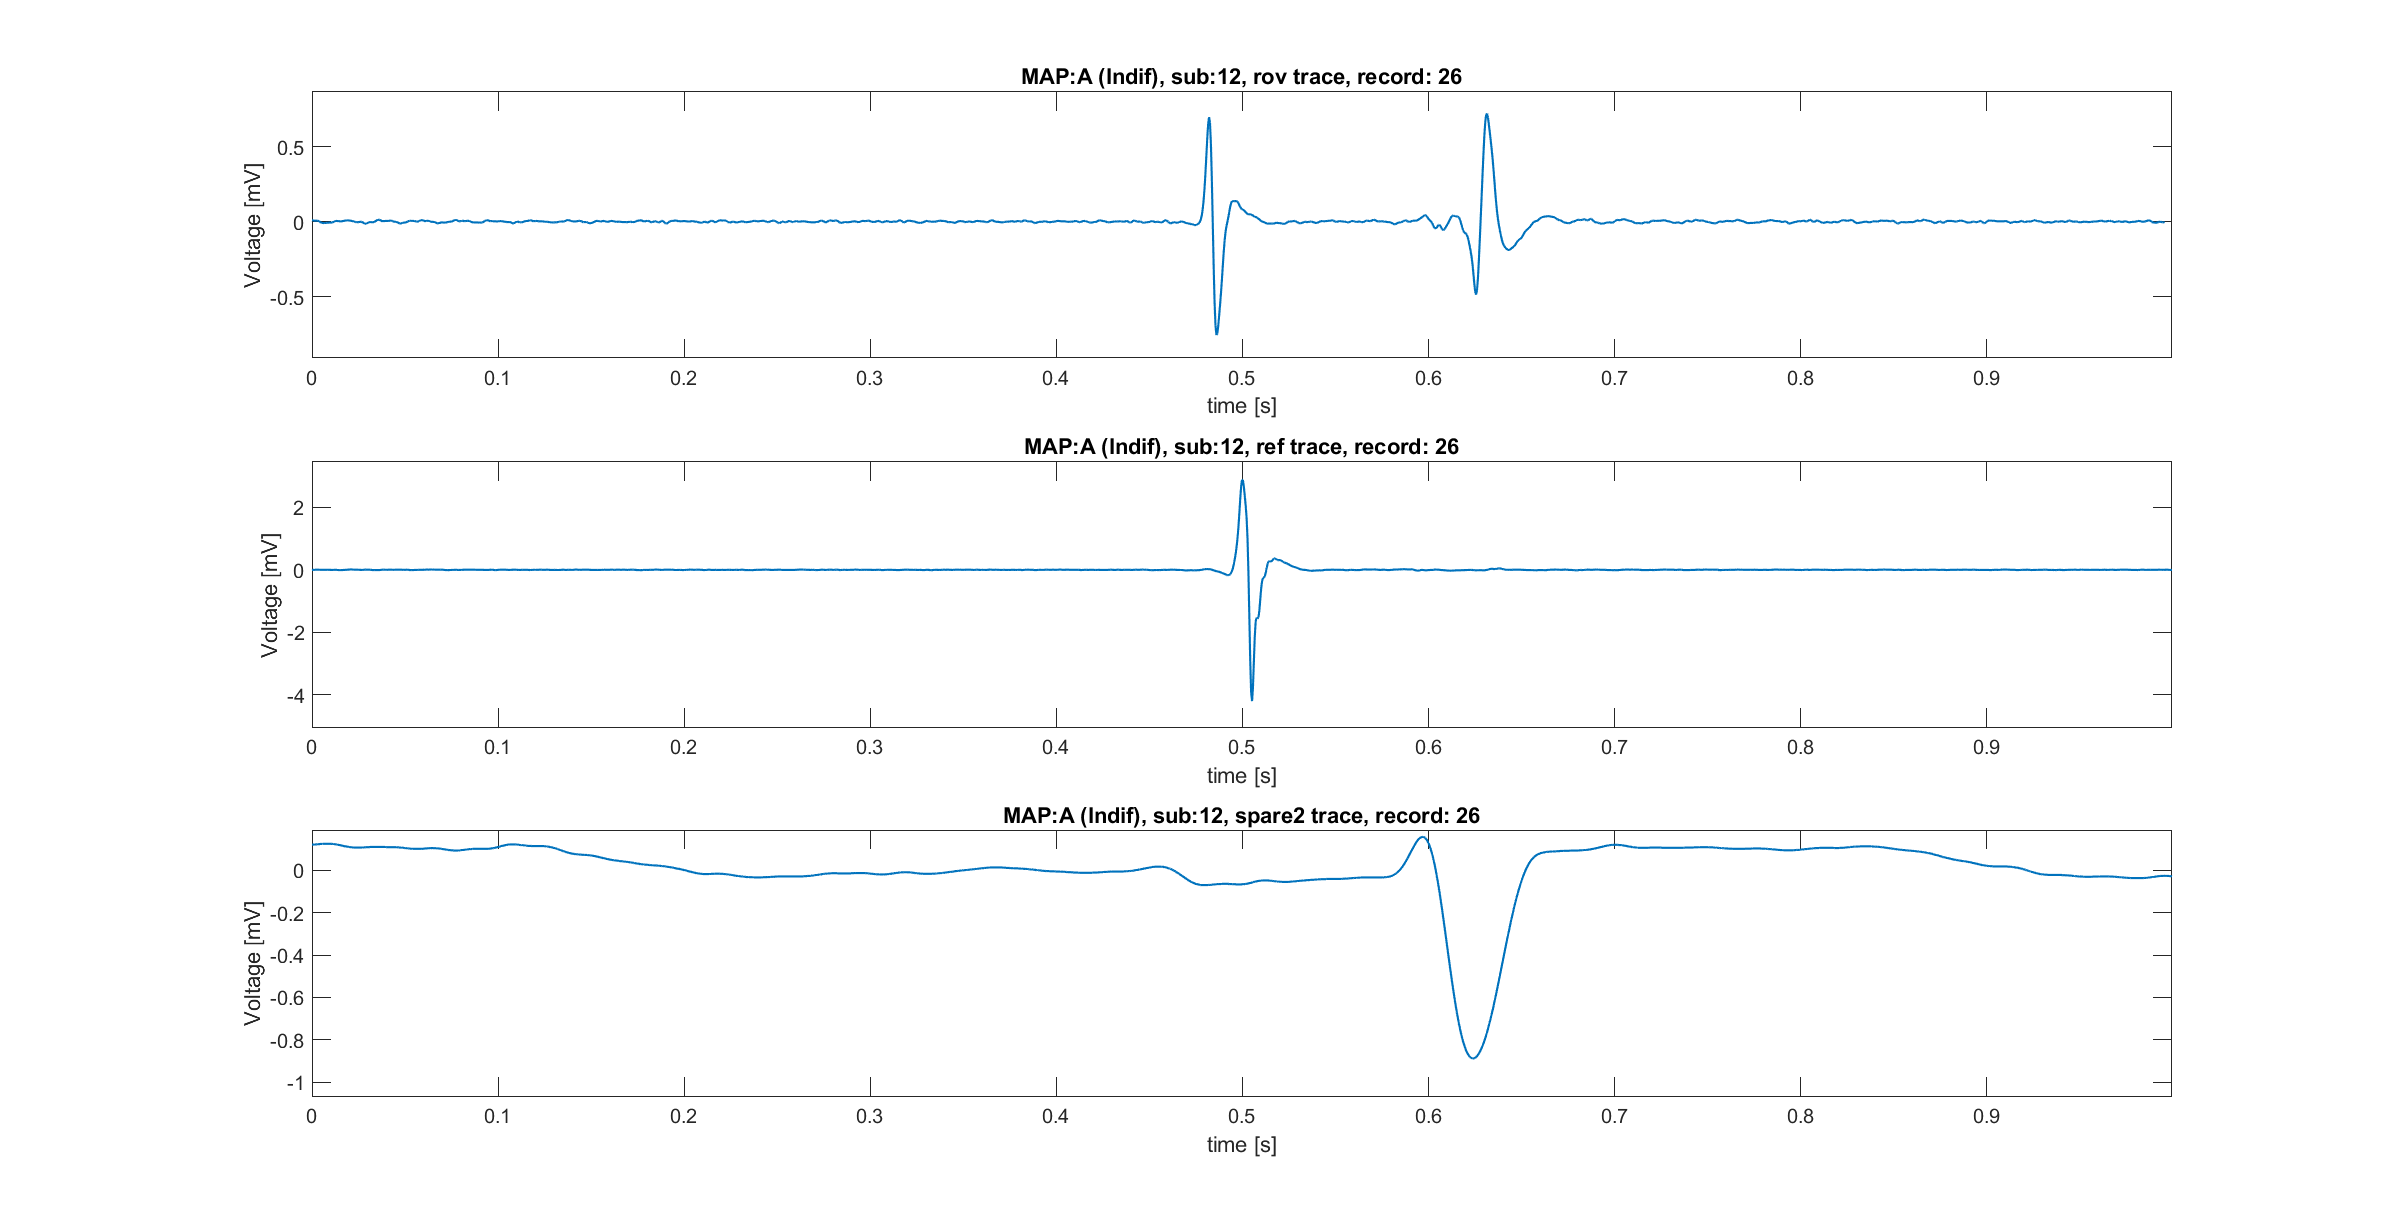 MAP:A (Indif), sub:12, rov trace, record: 26
Voltage [mV]
0.5
0
-0.5
0 0.1 0.2 0.3 0.4 0.5 0.6 0.7 0.8 0.9
time [s]
MAP:A (Indif), sub:12, ref trace, record: 26
Voltage [mV]
2
0
-2
-4
0 0.1 0.2 0.3 0.4 0.5 0.6 0.7 0.8 0.9
time [s]
MAP:A (Indif), sub:12, spare2 trace, record: 26
Voltage [mV]
0
-0.2
-0.4
-0.6
-0.8
-1
0 0.1 0.2 0.3 0.4 0.5 0.6 0.7 0.8 0.9
time [s]